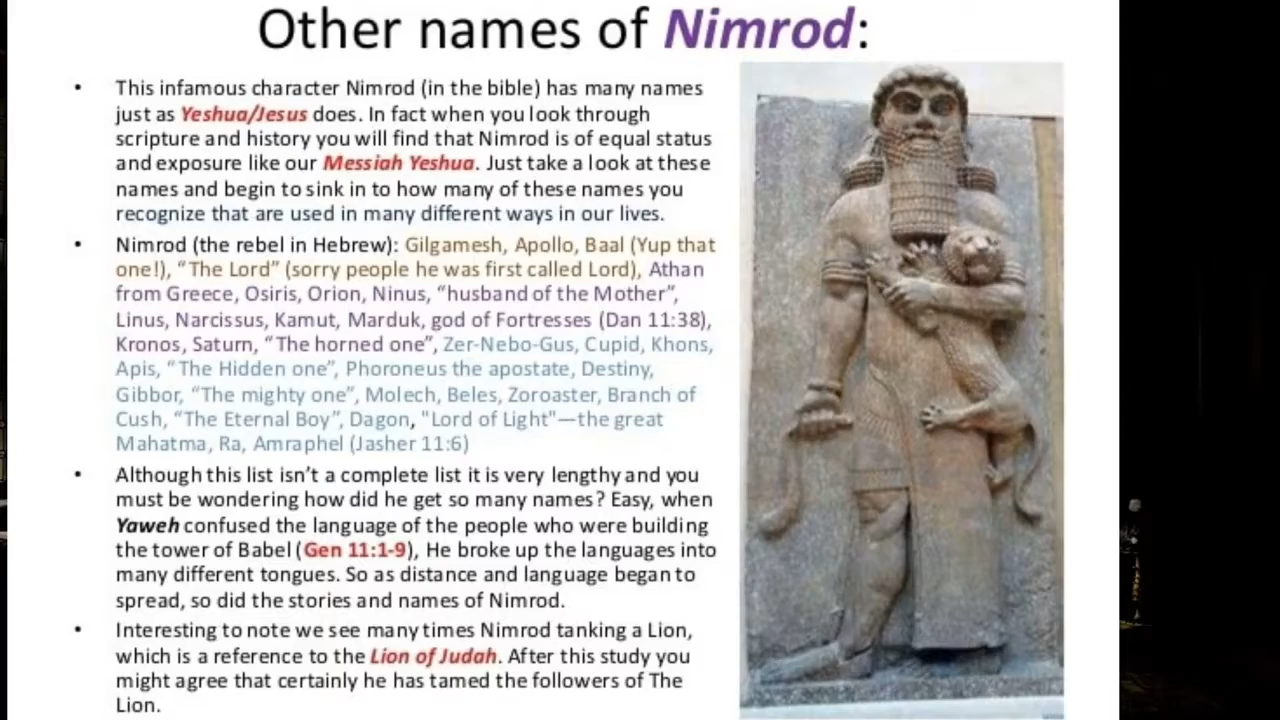 Other names of Nimrod:
• This infamous character Nimrod (in the bible) has many names
just as Yeshua/Jesus does. In fact when you look through
scripture and history you will find that Nimrod is of equal status
and exposure like our Messiah Yeshua. Just take a look at these
names and begin to sink in to how many of these names you
recognize that are used in many different ways in our lives.
• Nimrod (the rebel in Hebrew): Gilgamesh, Apollo, Baal (Yup that
one!), "The Lord" (sorry people he was first called Lord), Athan
from Greece, Osiris, Orion, Ninus, "husband of the Mother",
Linus, Narcissus, Kamut, Marduk, god of Fortresses (Dan 11:38),
Kronos, Saturn, "The horned one", Zer-Nebo-Gus, Cupid, Khons,
Apis, "The Hidden one", Phoroneus the apostate, Destiny,
Gibbor, "The mighty one", Molech, Beles, Zoroaster, Branch of
Cush, "The Eternal Boy", Dagon, "Lord of Light"—the great
Mahatma, Ra, Amraphel (Jasher 11:6)
• Although this list isn't a complete list it is very lengthy and you
must be wondering how did he get so many names? Easy, when
Yaweh confused the language of the people who were building
the tower of Babel (Gen 11:1-9), He broke up the languages into
many different tongues. So as distance and language began to
spread, so did the stories and names of Nimrod.
• Interesting to note we see many times Nimrod tanking a Lion,
which is a reference to the Lion of Judah. After this study you
might agree that certainly he has tamed the followers of The
Lion.